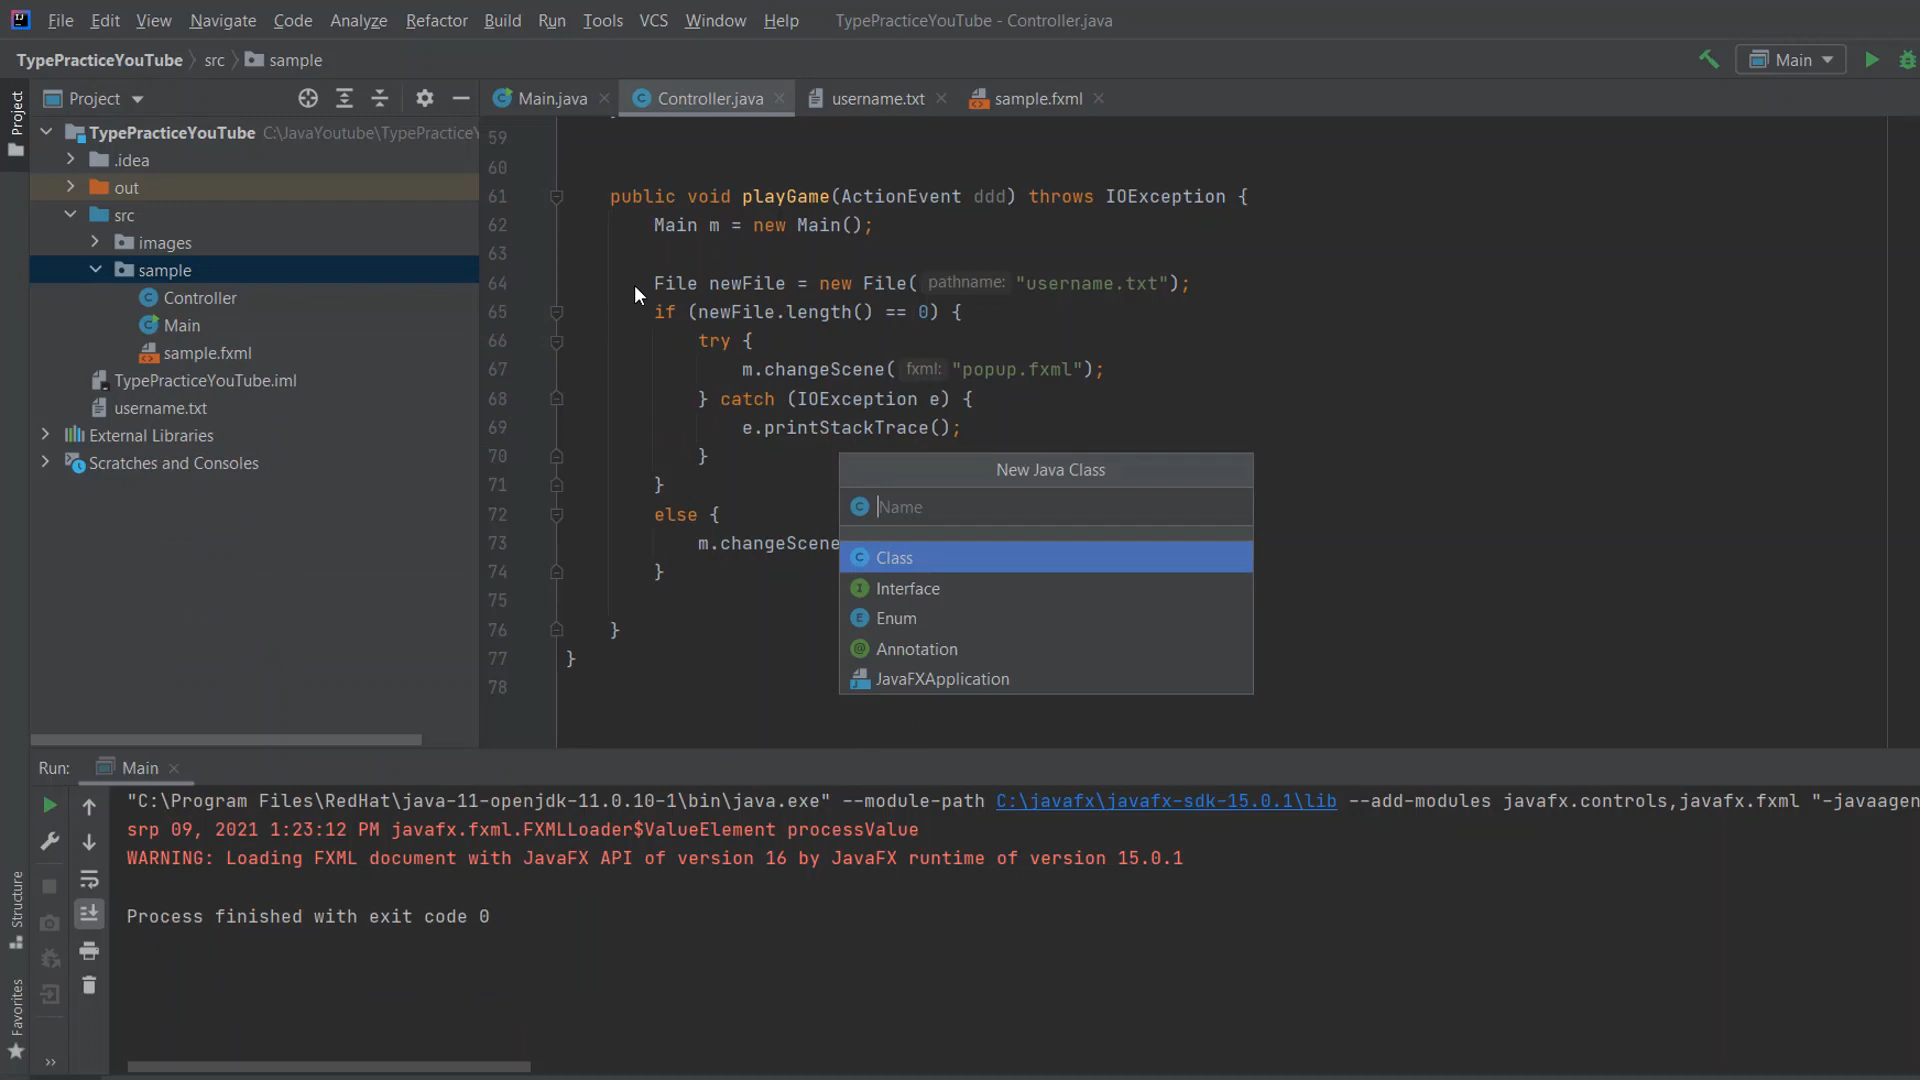 File Edit View Navigate Code Analyze Refactor Build Run Tools VCS Window Help TypePracticeYouTube - Controller.java
TypePracticeYouTube src sample Main
Project Main.java Controller.java username.txt sample.fxml
Project
TypePracticeYouTube C:\JavaYoutube\TypePractice
.idea
out
src
images
sample
Controller
Main
sample.fxml
TypePracticeYouTube.iml
username.txt
External Libraries
Scratches and Consoles
59
60
61 public void playGame(ActionEvent ddd) throws IOException {
62 Main m = new Main();
63
64 File newFile = new File( pathname: "username.txt");
65 if (newFile.length() == 0) {
66 try {
67 m.changeScene( fxml: "popup.fxml");
68 } catch (IOException e) {
69 e.printStackTrace();
70 }
71 }
72 else {
73 m.changeScene
74 }
75
76 }
77 }
78
New Java Class
Name
Class
Interface
Enum
Annotation
JavaFXApplication
Run: Main
"C:\Program Files\RedHat\java-11-openjdk-11.0.10-1\bin\java.exe" --module-path C:\javafx\javafx-sdk-15.0.1\lib --add-modules javafx.controls,javafx.fxml "-javaagen
srp 09, 2021 1:23:12 PM javafx.fxml.FXMLLoader$ValueElement processValue
WARNING: Loading FXML document with JavaFX API of version 16 by JavaFX runtime of version 15.0.1
Process finished with exit code 0
Structure
Favorites